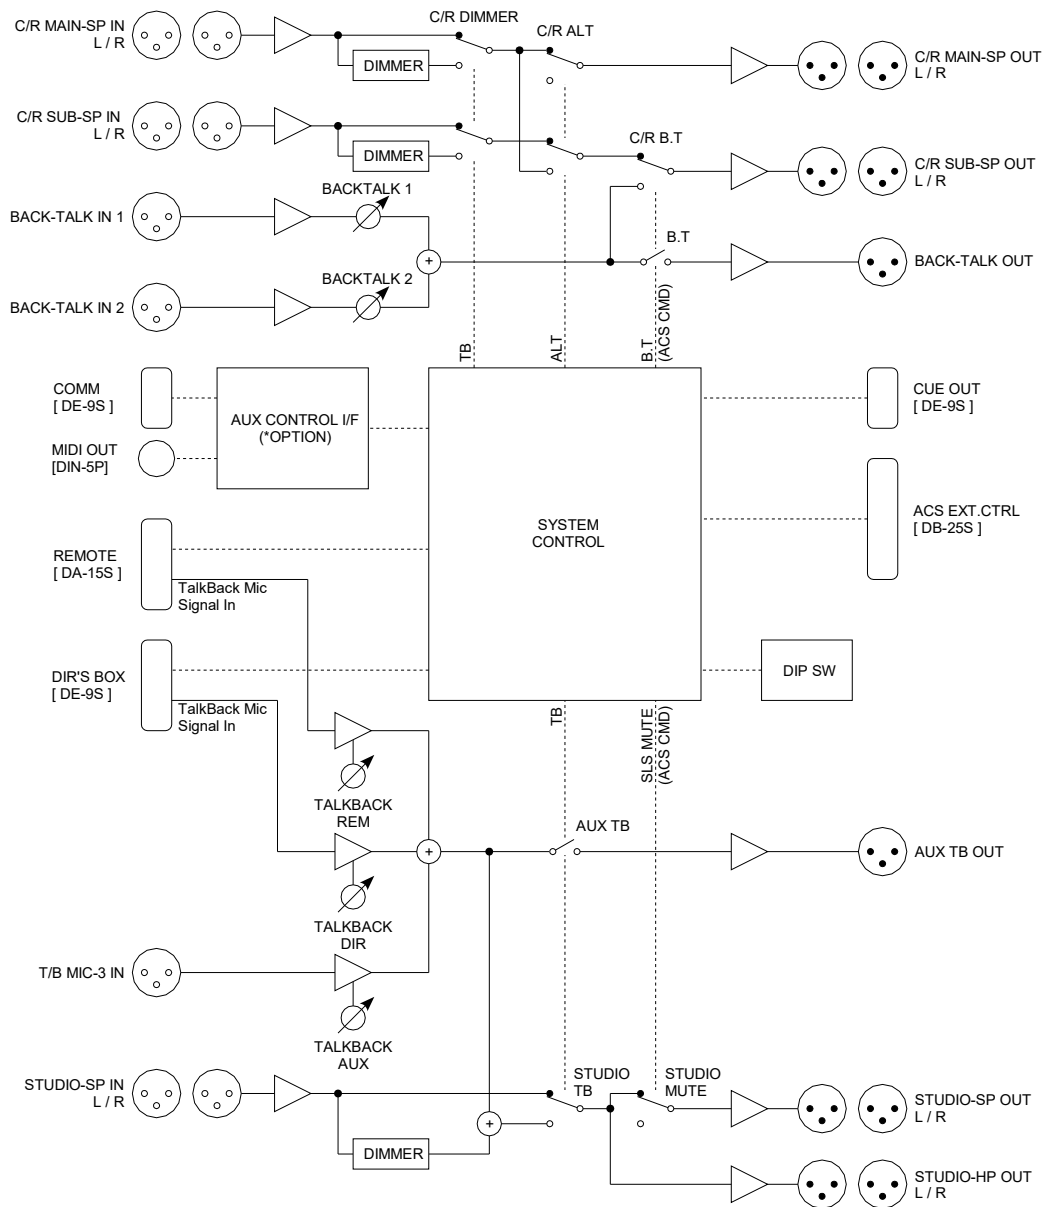 C/R MAIN-SP IN
L / R
C/R DIMMER
C/R ALT
DIMMER
C/R MAIN-SP OUT
L / R
C/R SUB-SP IN
L / R
DIMMER
C/R B.T
C/R SUB-SP OUT
L / R
BACKTALK 1
BACK-TALK IN 1
B.T
BACK-TALK OUT
BACKTALK 2
BACK-TALK IN 2
TB
ALT
B.T
(ACS CMD)
COMM
[ DE-9S ]
AUX CONTROL I/F
(*OPTION)
MIDI OUT
[DIN-5P]
CUE OUT
[ DE-9S ]
SYSTEM
CONTROL
ACS EXT.CTRL
[ DB-25S ]
REMOTE
[ DA-15S ]
TalkBack Mic
Signal In
DIR'S BOX
[ DE-9S ]
TalkBack Mic
Signal In
DIP SW
TB
SLS MUTE
(ACS CMD)
TALKBACK
REM
AUX TB
AUX TB OUT
TALKBACK
DIR
T/B MIC-3 IN
TALKBACK
AUX
STUDIO-SP IN
L / R
STUDIO
TB
STUDIO
MUTE
STUDIO-SP OUT
L / R
DIMMER
STUDIO-HP OUT
L / R